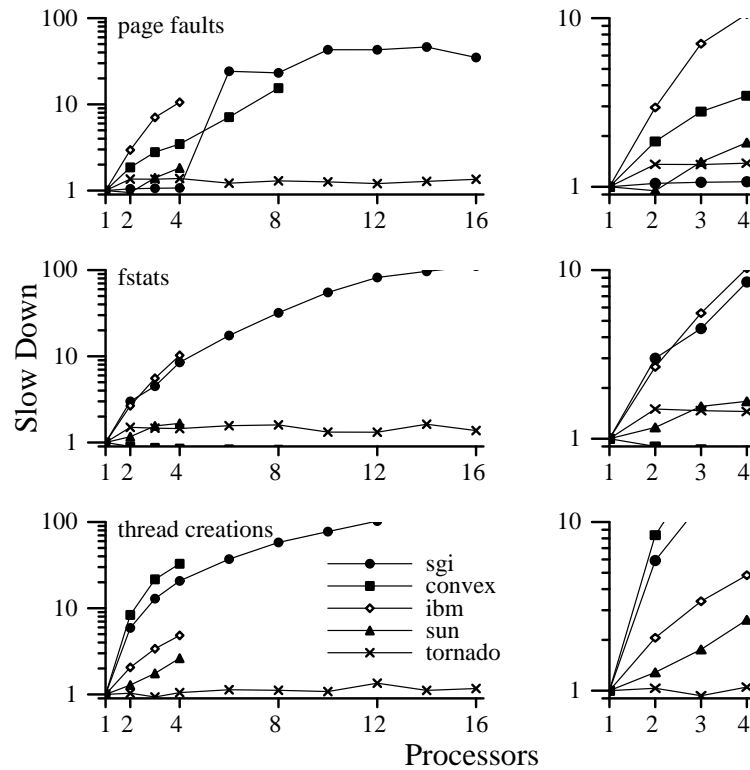 100
page faults
10
1
1 2 4 8 12 16
10
1
1 2 3 4
Slow Down
100
fstats
10
1
1 2 4 8 12 16
10
1
1 2 3 4
100
thread creations
10
1
1 2 4 8 12 16
sgi
convex
ibm
sun
tornado
10
1
1 2 3 4
Processors